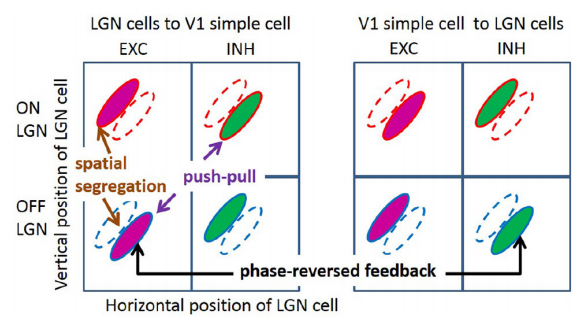 LGN cells to V1 simple cell
V1 simple cell to LGN cells
EXC
INH
EXC
INH
ON
LGN
OFF
LGN
Vertical position of LGN cell
spatial
segregation
push-pull
phase-reversed feedback
Horizontal position of LGN cell